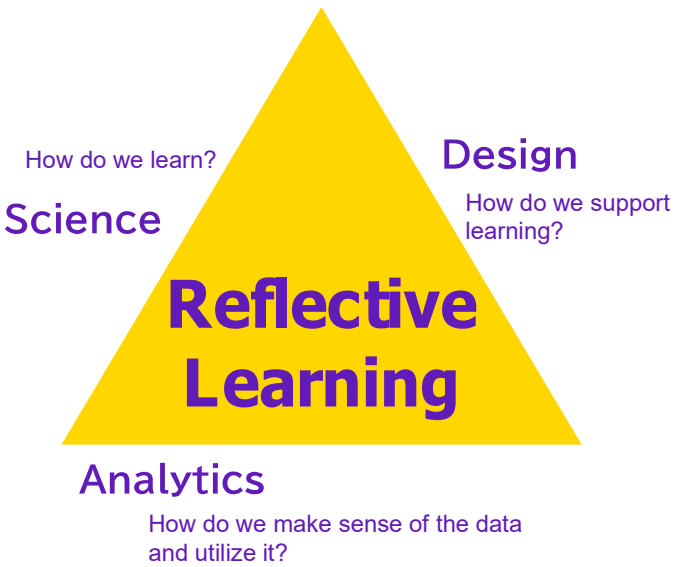 How do we learn?
Science
Design
How do we support
learning?
Reflective
Learning
Analytics
How do we make sense of the data
and utilize it?